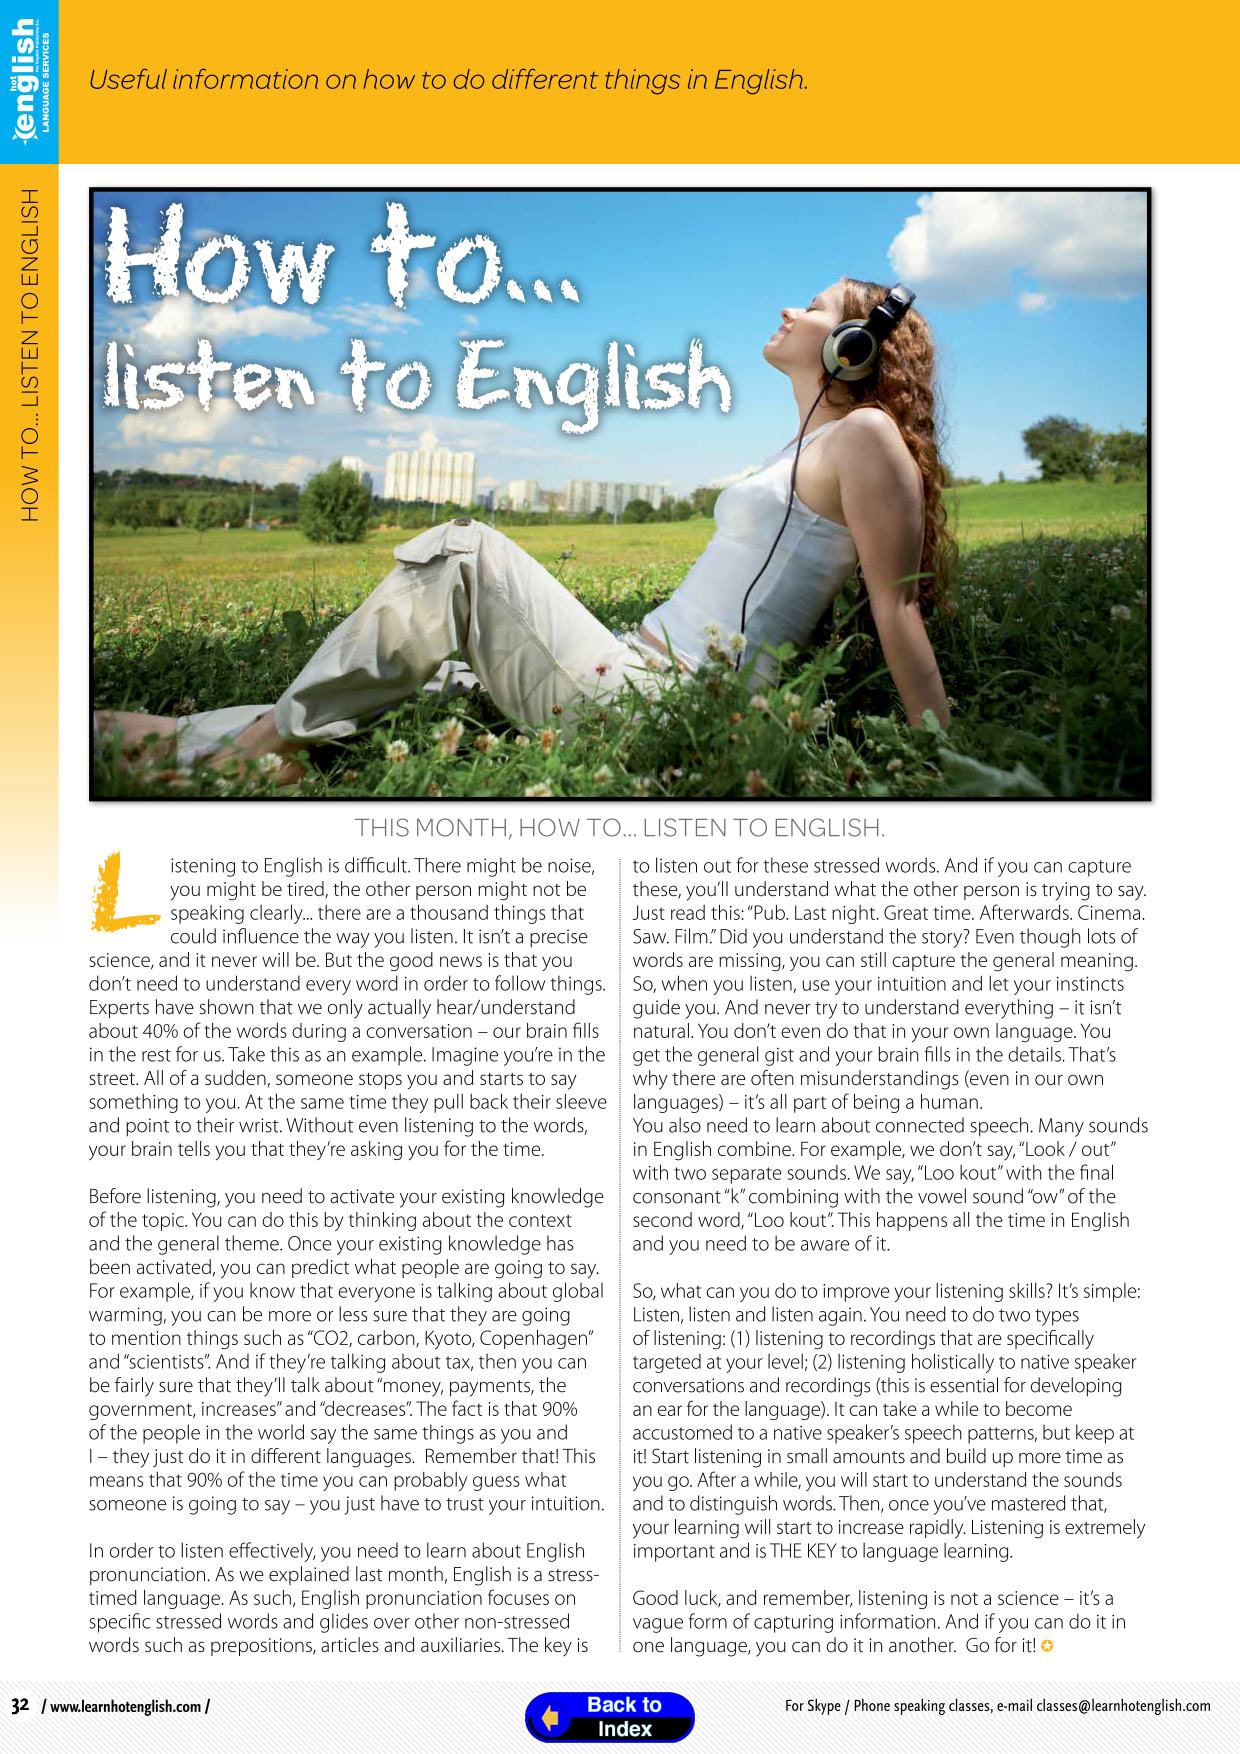 hot
english
LANGUAGE SERVICES
Useful information on how to do different things in English.
HOW TO... LISTEN TO ENGLISH
How to...
listen to English
THIS MONTH, HOW TO... LISTEN TO ENGLISH.
Listening to English is difficult. There might be noise,
you might be tired, the other person might not be
speaking clearly... there are a thousand things that
could influence the way you listen. It isn't a precise
science, and it never will be. But the good news is that you
don't need to understand every word in order to follow things.
Experts have shown that we only actually hear/understand
about 40% of the words during a conversation – our brain fills
in the rest for us. Take this as an example. Imagine you're in the
street. All of a sudden, someone stops you and starts to say
something to you. At the same time they pull back their sleeve
and point to their wrist. Without even listening to the words,
your brain tells you that they're asking you for the time.
Before listening, you need to activate your existing knowledge
of the topic. You can do this by thinking about the context
and the general theme. Once your existing knowledge has
been activated, you can predict what people are going to say.
For example, if you know that everyone is talking about global
warming, you can be more or less sure that they are going
to mention things such as "CO2, carbon, Kyoto, Copenhagen"
and "scientists". And if they're talking about tax, then you can
be fairly sure that they'll talk about "money, payments, the
government, increases" and "decreases". The fact is that 90%
of the people in the world say the same things as you and
I – they just do it in different languages. Remember that! This
means that 90% of the time you can probably guess what
someone is going to say – you just have to trust your intuition.
In order to listen effectively, you need to learn about English
pronunciation. As we explained last month, English is a stress-
timed language. As such, English pronunciation focuses on
specific stressed words and glides over other non-stressed
words such as prepositions, articles and auxiliaries. The key is
to listen out for these stressed words. And if you can capture
these, you'll understand what the other person is trying to say.
Just read this: "Pub. Last night. Great time. Afterwards. Cinema.
Saw. Film." Did you understand the story? Even though lots of
words are missing, you can still capture the general meaning.
So, when you listen, use your intuition and let your instincts
guide you. And never try to understand everything – it isn't
natural. You don't even do that in your own language. You
get the general gist and your brain fills in the details. That's
why there are often misunderstandings (even in our own
languages) – it's all part of being a human.
You also need to learn about connected speech. Many sounds
in English combine. For example, we don't say, "Look / out"
with two separate sounds. We say, "Loo kout" with the final
consonant "k" combining with the vowel sound "ow" of the
second word, "Loo kout". This happens all the time in English
and you need to be aware of it.
So, what can you do to improve your listening skills? It's simple:
Listen, listen and listen again. You need to do two types
of listening: (1) listening to recordings that are specifically
targeted at your level; (2) listening holistically to native speaker
conversations and recordings (this is essential for developing
an ear for the language). It can take a while to become
accustomed to a native speaker's speech patterns, but keep at
it! Start listening in small amounts and build up more time as
you go. After a while, you will start to understand the sounds
and to distinguish words. Then, once you've mastered that,
your learning will start to increase rapidly. Listening is extremely
important and is THE KEY to language learning.
Good luck, and remember, listening is not a science – it's a
vague form of capturing information. And if you can do it in
one language, you can do it in another. Go for it!
32 / www.learnhotenglish.com /
Back to
Index
For Skype / Phone speaking classes, e-mail classes@learnhotenglish.com